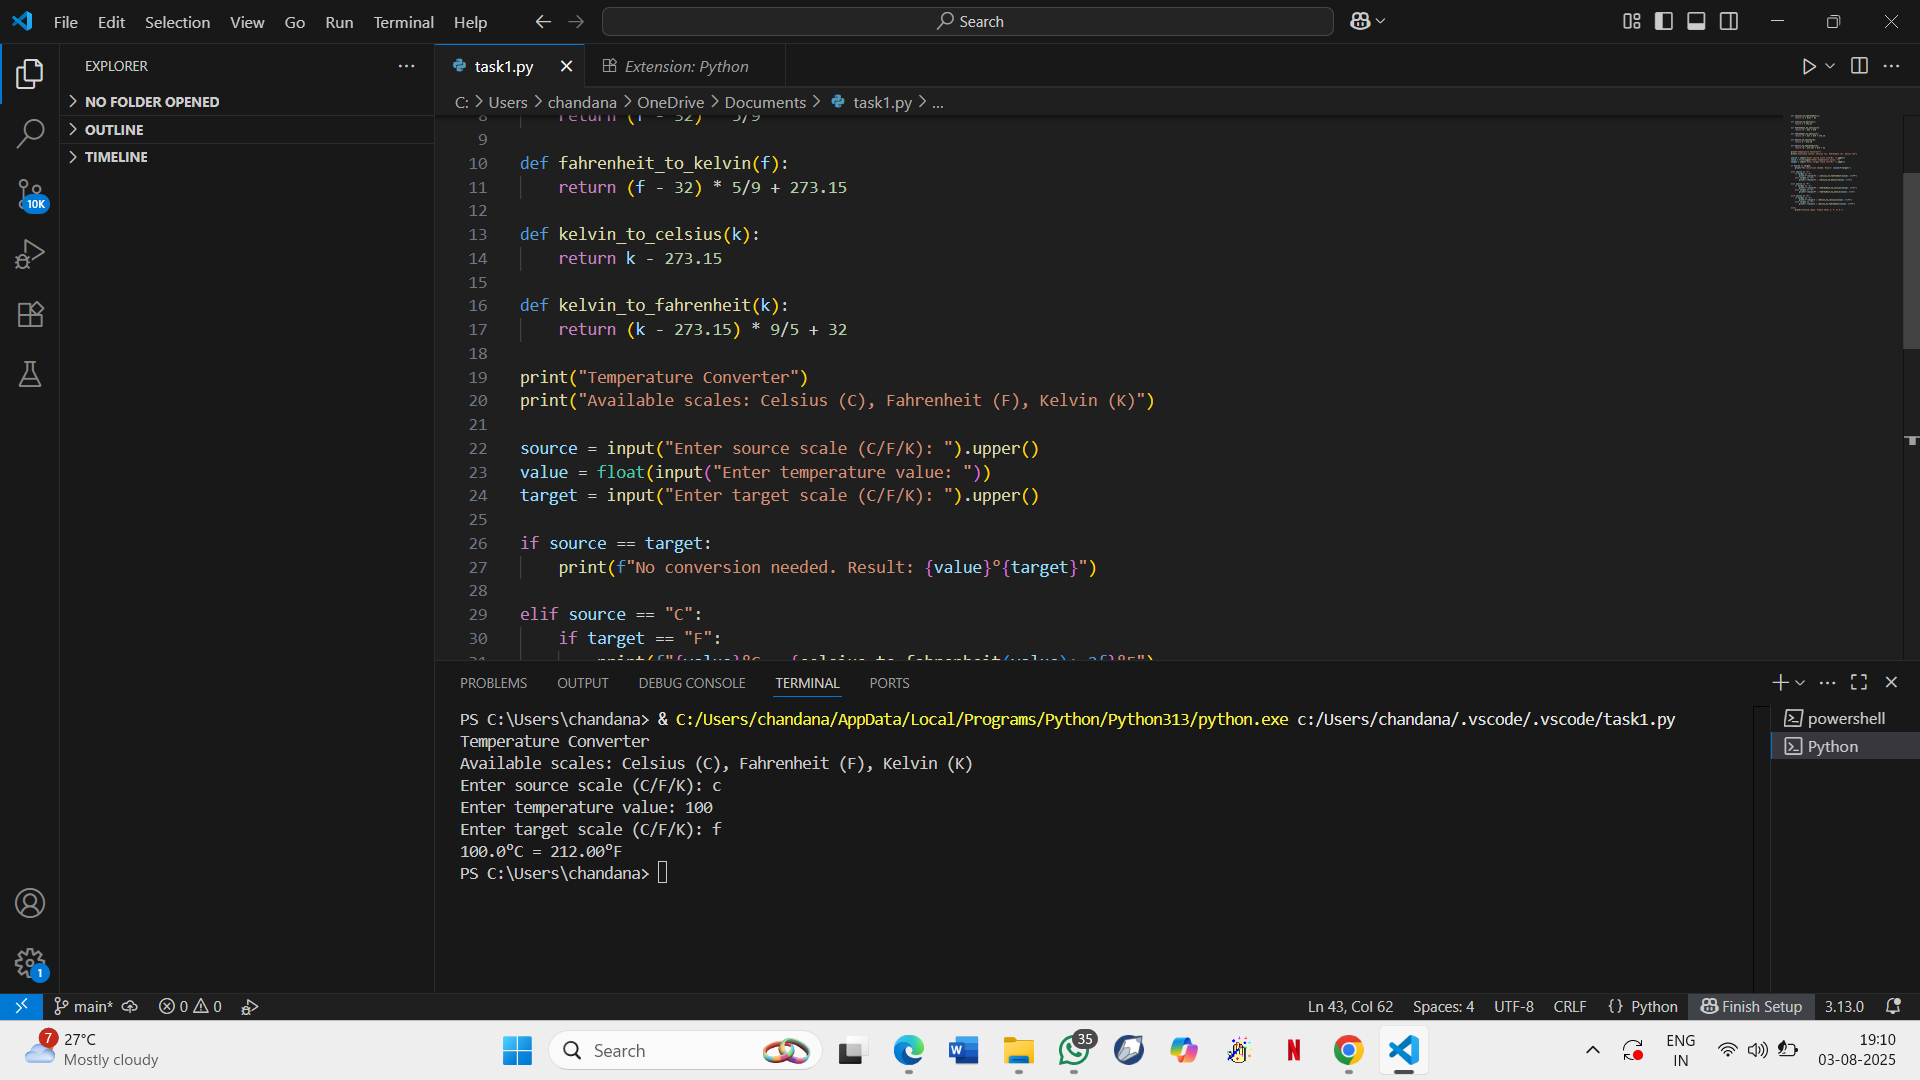 File Edit Selection View Go Run Terminal Help
Search
EXPLORER
NO FOLDER OPENED
OUTLINE
TIMELINE
10K
1
task1.py
Extension: Python
C: > Users > chandana > OneDrive > Documents > task1.py > ...
9
10 def fahrenheit_to_kelvin(f):
11 return (f - 32) * 5/9 + 273.15
12
13 def kelvin_to_celsius(k):
14 return k - 273.15
15
16 def kelvin_to_fahrenheit(k):
17 return (k - 273.15) * 9/5 + 32
18
19 print("Temperature Converter")
20 print("Available scales: Celsius (C), Fahrenheit (F), Kelvin (K)")
21
22 source = input("Enter source scale (C/F/K): ").upper()
23 value = float(input("Enter temperature value: "))
24 target = input("Enter target scale (C/F/K): ").upper()
25
26 if source == target:
27 print(f"No conversion needed. Result: {value}°{target}")
28
29 elif source == "C":
30 if target == "F":
PROBLEMS OUTPUT DEBUG CONSOLE TERMINAL PORTS
PS C:\Users\chandana> & C:/Users/chandana/AppData/Local/Programs/Python/Python313/python.exe c:/Users/chandana/.vscode/.vscode/task1.py
Temperature Converter
Available scales: Celsius (C), Fahrenheit (F), Kelvin (K)
Enter source scale (C/F/K): c
Enter temperature value: 100
Enter target scale (C/F/K): f
100.0°C = 212.00°F
PS C:\Users\chandana>
powershell
Python
main* 0 0
Ln 43, Col 62 Spaces: 4 UTF-8 CRLF {} Python Finish Setup 3.13.0
7
27°C
Mostly cloudy
Search
W
35
N
ENG
IN
19:10
03-08-2025